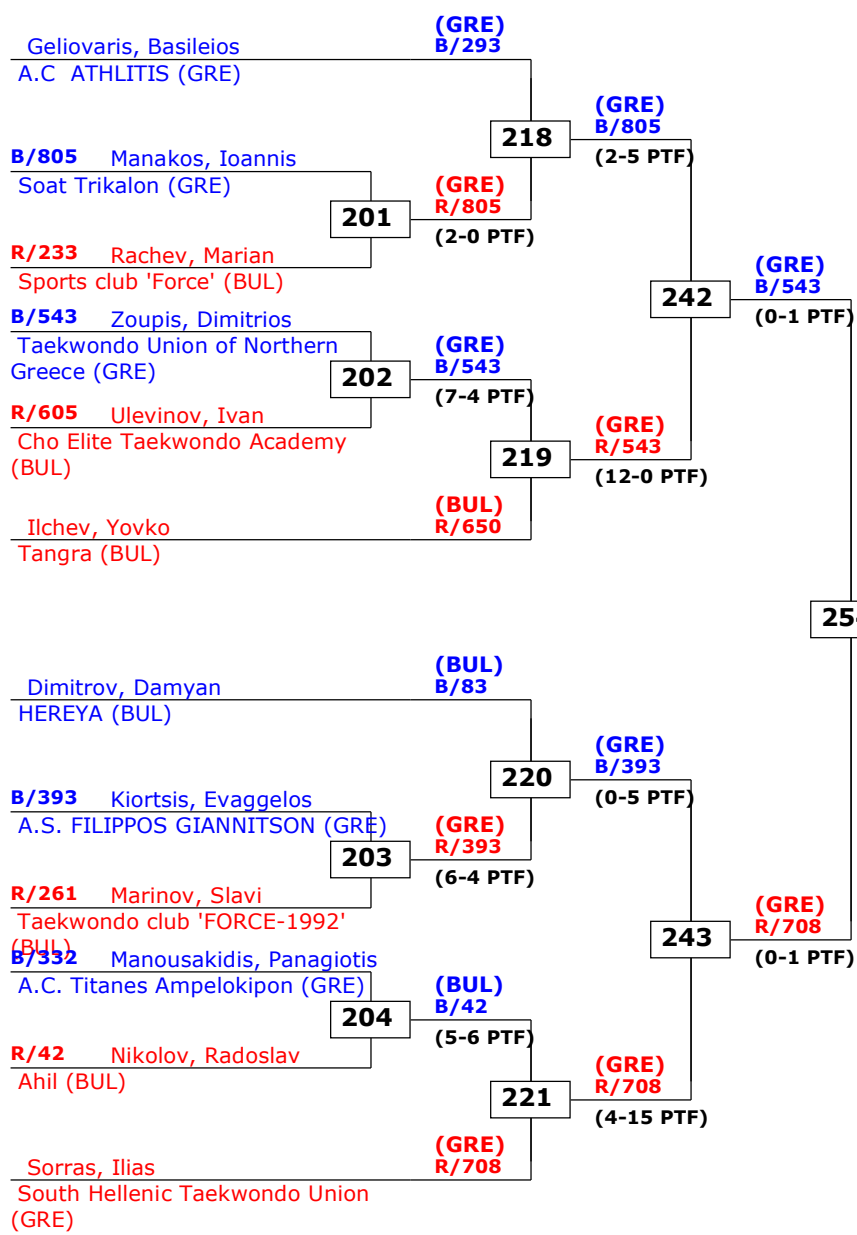 (GRE)
Geliovaris, Basileios
B/293
A.C ATHLITIS (GRE)
(GRE)
B/805
218
(2-5 PTF)
B/805 Manakos, Ioannis
Soat Trikalon (GRE)
(GRE)
R/805
201
(2-0 PTF)
R/233 Rachev, Marian
Sports club 'Force' (BUL)
(GRE)
B/543
242
(0-1 PTF)
B/543 Zoupis, Dimitrios
Taekwondo Union of Northern
Greece (GRE)
(GRE)
B/543
202
(7-4 PTF)
R/605 Ulevinov, Ivan
Cho Elite Taekwondo Academy
(BUL)
(GRE)
R/543
219
(12-0 PTF)
(BUL)
R/650
Ilchev, Yovko
Tangra (BUL)
(BUL)
B/83
Dimitrov, Damyan
HEREYA (BUL)
(GRE)
B/393
220
(0-5 PTF)
B/393 Kiortsis, Evaggelos
A.S. FILIPPOS GIANNITSON (GRE)
(GRE)
R/393
203
(6-4 PTF)
R/261 Marinov, Slavi
Taekwondo club 'FORCE-1992'
(BUL)
(GRE)
R/708
243
(0-1 PTF)
B/332 Manousakidis, Panagiotis
A.C. Titanes Ampelokipon (GRE)
(BUL)
B/42
204
(5-6 PTF)
R/42 Nikolov, Radoslav
Ahil (BUL)
(GRE)
R/708
221
(4-15 PTF)
(GRE)
R/708
Sorras, Ilias
South Hellenic Taekwondo Union
(GRE)